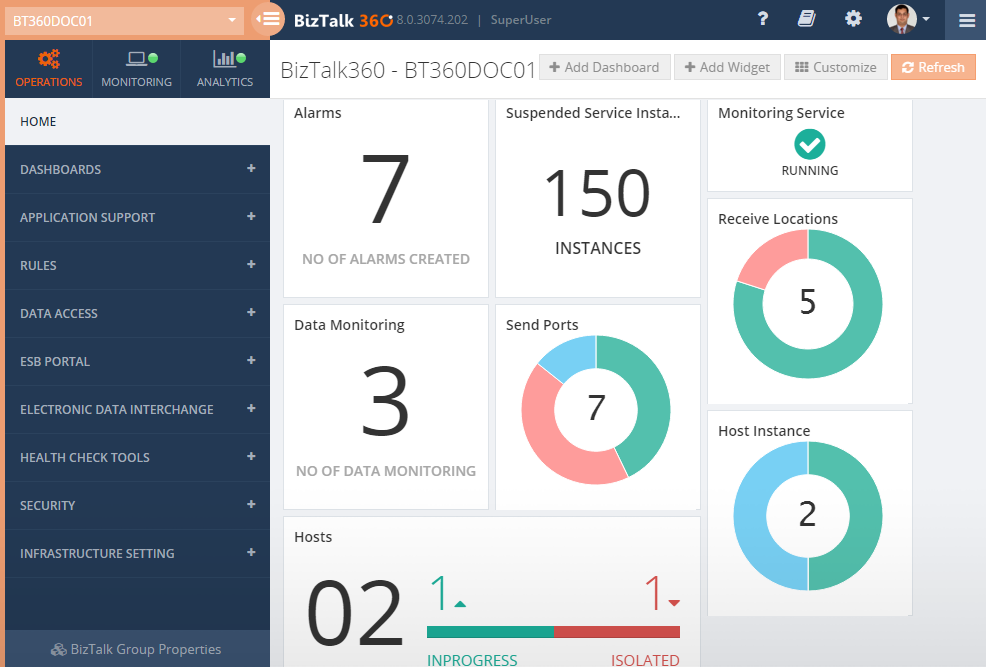 BT360DOC01
BizTalk 360 8.0.3074.202 | SuperUser
OPERATIONS MONITORING ANALYTICS
BizTalk360 - BT360DOC01
+ Add Dashboard
+ Add Widget
Customize
Refresh
HOME
DASHBOARDS +
APPLICATION SUPPORT +
RULES +
DATA ACCESS +
ESB PORTAL +
ELECTRONIC DATA INTERCHANGE +
HEALTH CHECK TOOLS +
SECURITY +
INFRASTRUCTURE SETTING +
BizTalk Group Properties
Alarms
7
NO OF ALARMS CREATED
Suspended Service Insta...
150
INSTANCES
Monitoring Service
RUNNING
Receive Locations
5
Data Monitoring
3
NO OF DATA MONITORING
Send Ports
7
Host Instance
2
Hosts
02
1 1
INPROGRESS ISOLATED